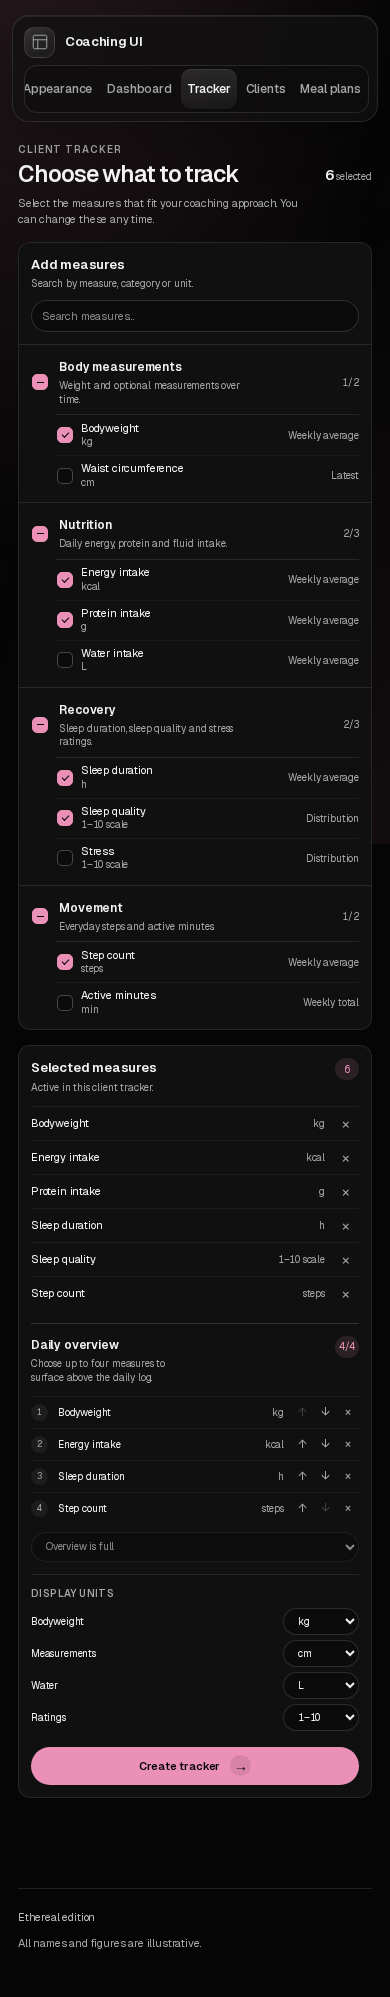 Coaching UI
Appearance Dashboard Tracker Clients Meal plans
CLIENT TRACKER
Choose what to track
6 selected
Select the measures that fit your coaching approach. You
can change these any time.
Add measures
Search by measure, category or unit.
Search measures...
Body measurements
Weight and optional measurements over
time.
1/2
Bodyweight
kg
Weekly average
Waist circumference
cm
Latest
Nutrition
Daily energy, protein and fluid intake.
2/3
Energy intake
kcal
Weekly average
Protein intake
g
Weekly average
Water intake
L
Weekly average
Recovery
Sleep duration, sleep quality and stress
ratings.
2/3
Sleep duration
h
Weekly average
Sleep quality
1–10 scale
Distribution
Stress
1–10 scale
Distribution
Movement
Everyday steps and active minutes.
1/2
Step count
steps
Weekly average
Active minutes
min
Weekly total
Selected measures
6
Active in this client tracker.
Bodyweight kg ×
Energy intake kcal ×
Protein intake g ×
Sleep duration h ×
Sleep quality 1–10 scale ×
Step count steps ×
Daily overview
4/4
Choose up to four measures to
surface above the daily log.
1 Bodyweight kg ↑ ↓ ×
2 Energy intake kcal ↑ ↓ ×
3 Sleep duration h ↑ ↓ ×
4 Step count steps ↑ ↓ ×
Overview is full
DISPLAY UNITS
Bodyweight kg
Measurements cm
Water L
Ratings 1–10
Create tracker →
Ethereal edition
All names and figures are illustrative.